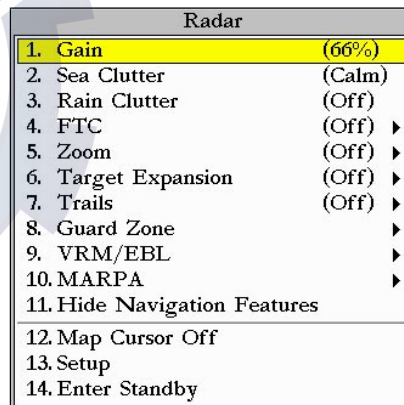 Radar
1. Gain (66%)
2. Sea Clutter (Calm)
3. Rain Clutter (Off)
4. FTC (Off)
5. Zoom (Off)
6. Target Expansion (Off)
7. Trails (Off)
8. Guard Zone
9. VRM/EBL
10. MARPA
11. Hide Navigation Features
12. Map Cursor Off
13. Setup
14. Enter Standby